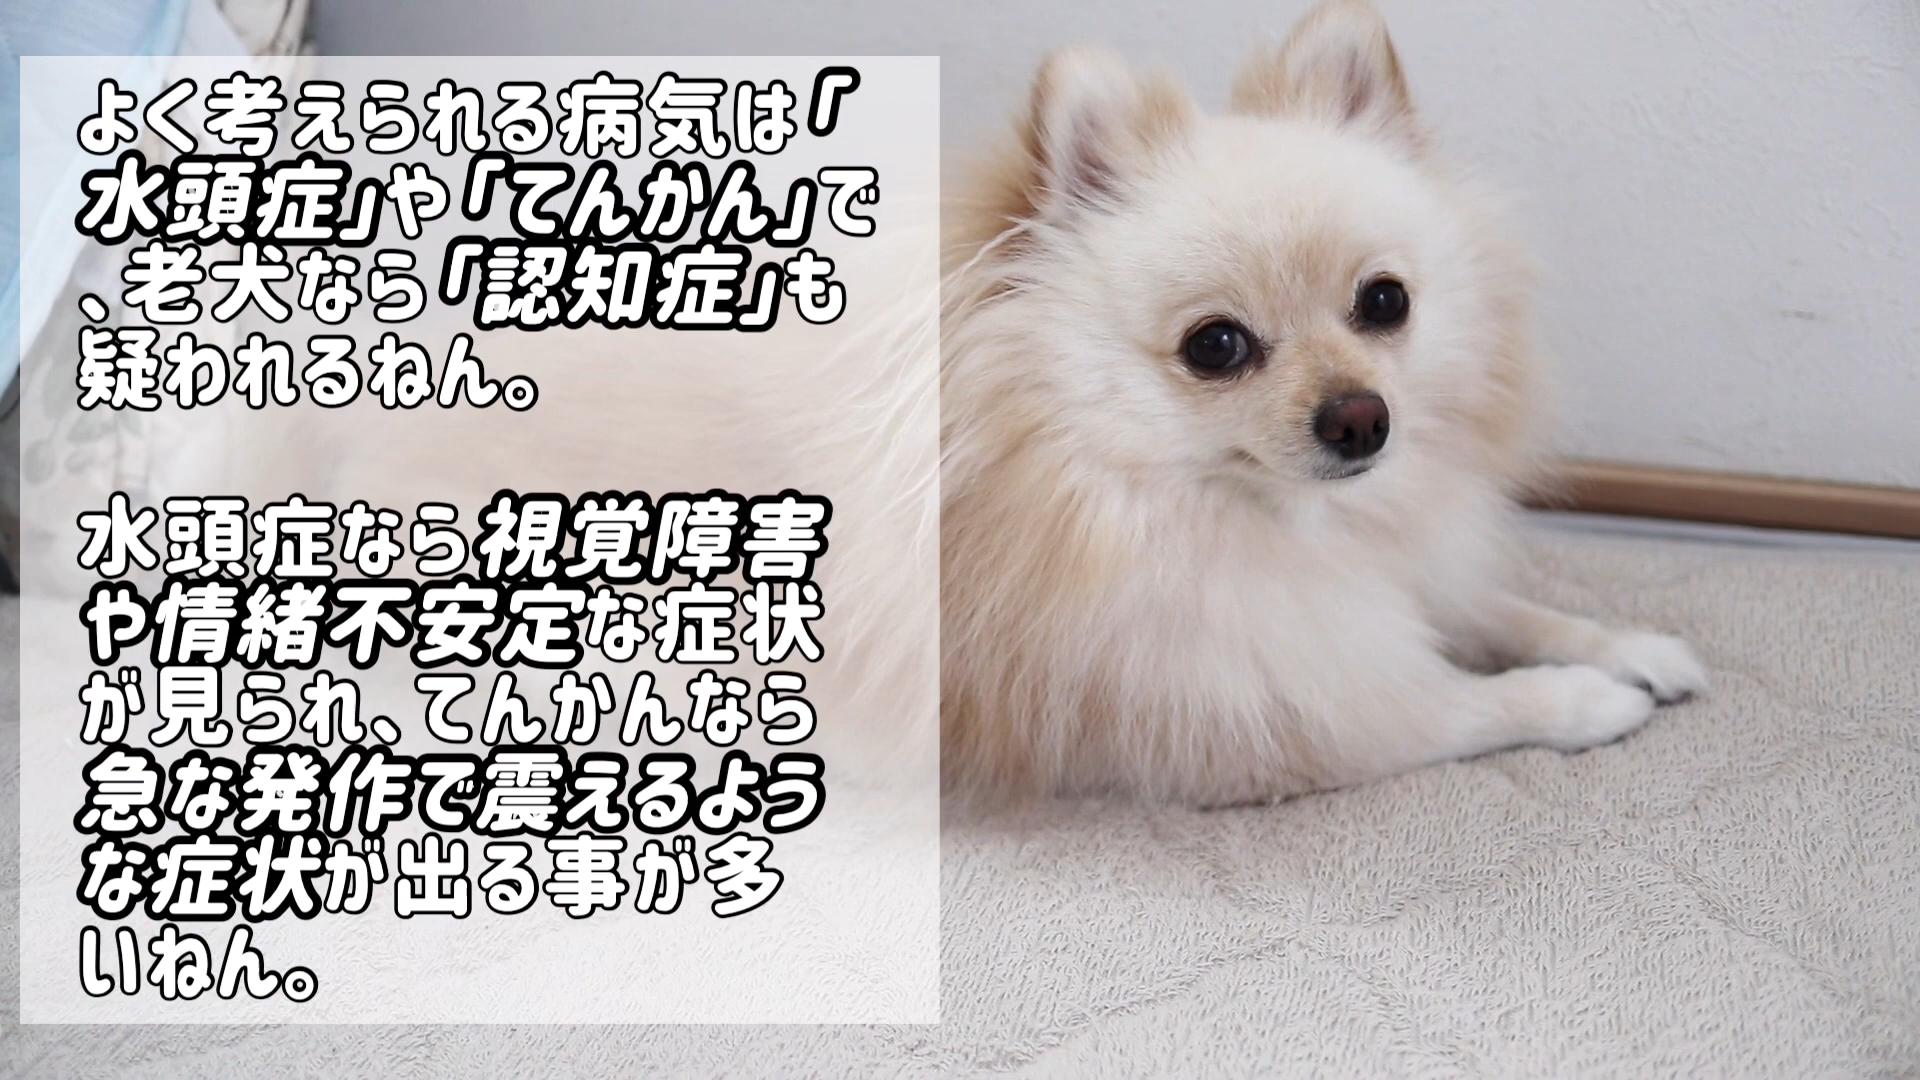 よく考えられる病気は「
水頭症」や「てんかん」で
、老犬なら「認知症」も
疑われるねん。
水頭症なら視覚障害
や情緒不安定な症状
が見られ、てんかんなら
急な発作で震えるよう
な症状が出る事が多
いねん。